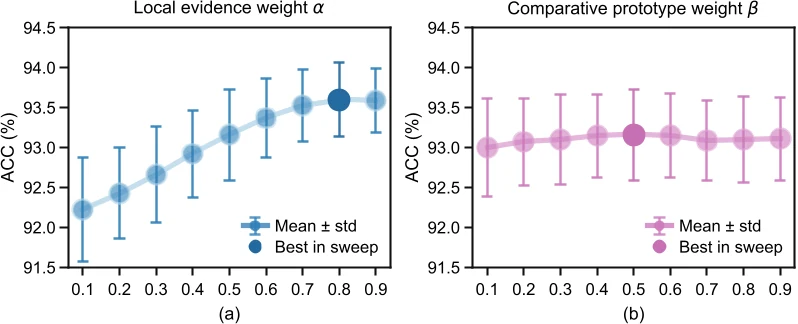 Local evidence weight α
94.5
94.0
93.5
93.0
92.5
92.0
91.5
ACC (%)
0.1 0.2 0.3 0.4 0.5 0.6 0.7 0.8 0.9
Mean ± std
Best in sweep
(a)
Comparative prototype weight β
94.5
94.0
93.5
93.0
92.5
92.0
91.5
ACC (%)
0.1 0.2 0.3 0.4 0.5 0.6 0.7 0.8 0.9
Mean ± std
Best in sweep
(b)